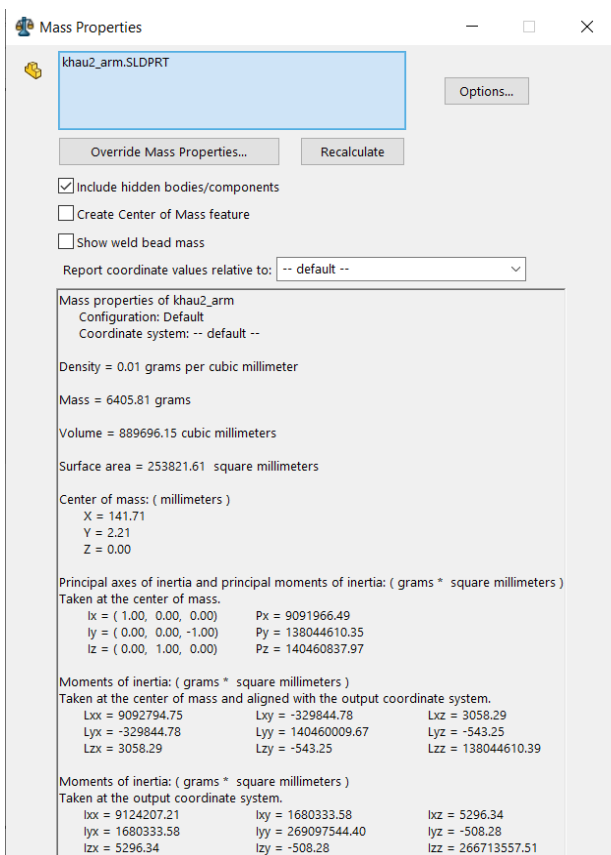 Mass Properties
khau2_arm.SLDPRT
Options...
Override Mass Properties...
Recalculate
Include hidden bodies/components
Create Center of Mass feature
Show weld bead mass
Report coordinate values relative to: -- default --
Mass properties of khau2_arm
Configuration: Default
Coordinate system: -- default --
Density = 0.01 grams per cubic millimeter
Mass = 6405.81 grams
Volume = 889696.15 cubic millimeters
Surface area = 253821.61 square millimeters
Center of mass: ( millimeters )
X = 141.71
Y = 2.21
Z = 0.00
Principal axes of inertia and principal moments of inertia: ( grams * square millimeters )
Taken at the center of mass.
Ix = ( 1.00, 0.00, 0.00) Px = 9091966.49
Iy = ( 0.00, 0.00, -1.00) Py = 138044610.35
Iz = ( 0.00, 1.00, 0.00) Pz = 140460837.97
Moments of inertia: ( grams * square millimeters )
Taken at the center of mass and aligned with the output coordinate system.
Lxx = 9092794.75 Lxy = -329844.78 Lxz = 3058.29
Lyx = -329844.78 Lyy = 140460009.67 Lyz = -543.25
Lzx = 3058.29 Lzy = -543.25 Lzz = 138044610.39
Moments of inertia: ( grams * square millimeters )
Taken at the output coordinate system.
Ixx = 9124207.21 Ixy = 1680333.58 Ixz = 5296.34
Iyx = 1680333.58 Iyy = 269097544.40 Iyz = -508.28
Izx = 5296.34 Izy = -508.28 Izz = 266713557.51